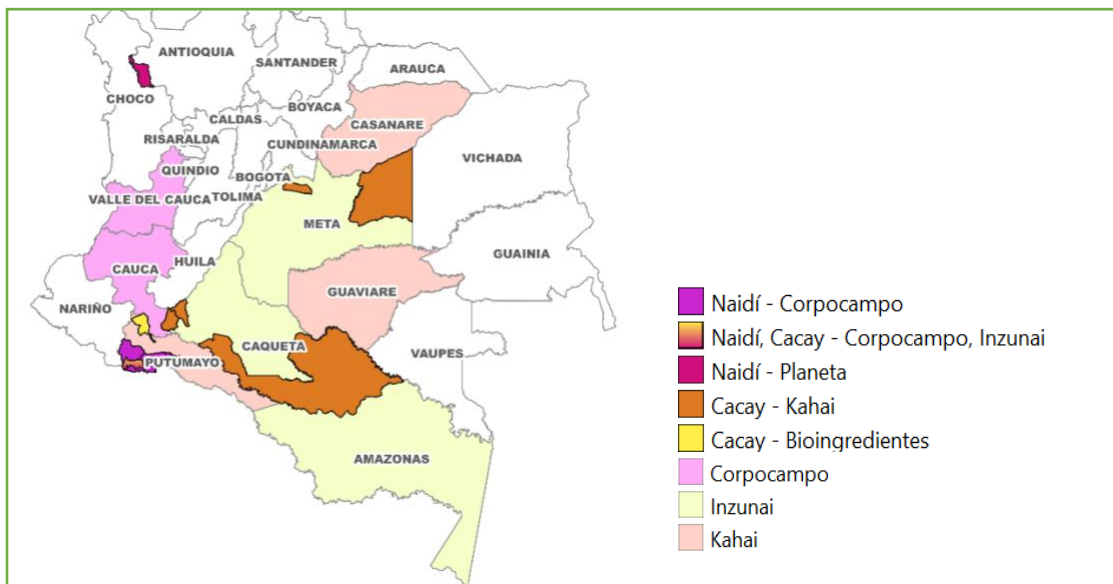 ANTIOQUIA
SANTANDER
ARAUCA
CHOCO
BOYACA
CALDAS
CASANARE
RISARALDA
CUNDINAMARCA
VICHADA
QUINDIO
BOGOTA
VALLE DEL CAUCA
TOLIMA
META
GUAINIA
CAUCA
HUILA
GUAVIARE
NARIÑO
CAQUETA
VAUPES
PUTUMAYO
AMAZONAS
Naidí - Corpocampo
Naidí, Cacay - Corpocampo, Inzunai
Naidí - Planeta
Cacay - Kahai
Cacay - Bioingredientes
Corpocampo
Inzunai
Kahai